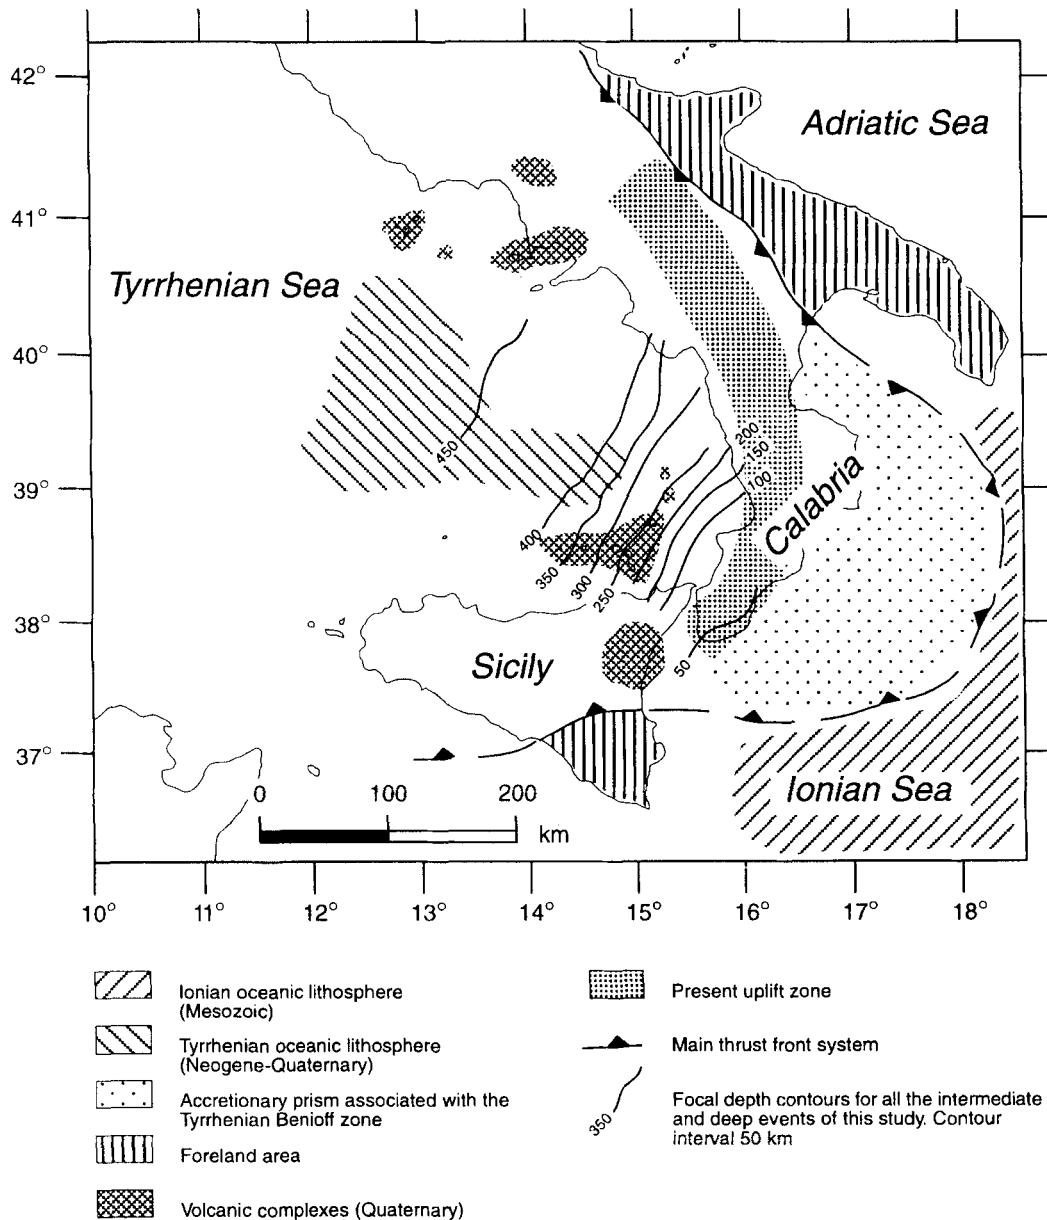 42°
Adriatic Sea
41°
Tyrrhenian Sea
40°
450
200
150
100
39°
Calabria
400
350
300
250
38°
Sicily
50
37°
0 100 200
km
Ionian Sea
10° 11° 12° 13° 14° 15° 16° 17° 18°
Ionian oceanic lithosphere
(Mesozoic)
Tyrrhenian oceanic lithosphere
(Neogene-Quaternary)
Accretionary prism associated with the
Tyrrhenian Benioff zone
Foreland area
Volcanic complexes (Quaternary)
Present uplift zone
Main thrust front system
350
Focal depth contours for all the intermediate
and deep events of this study. Contour
interval 50 km